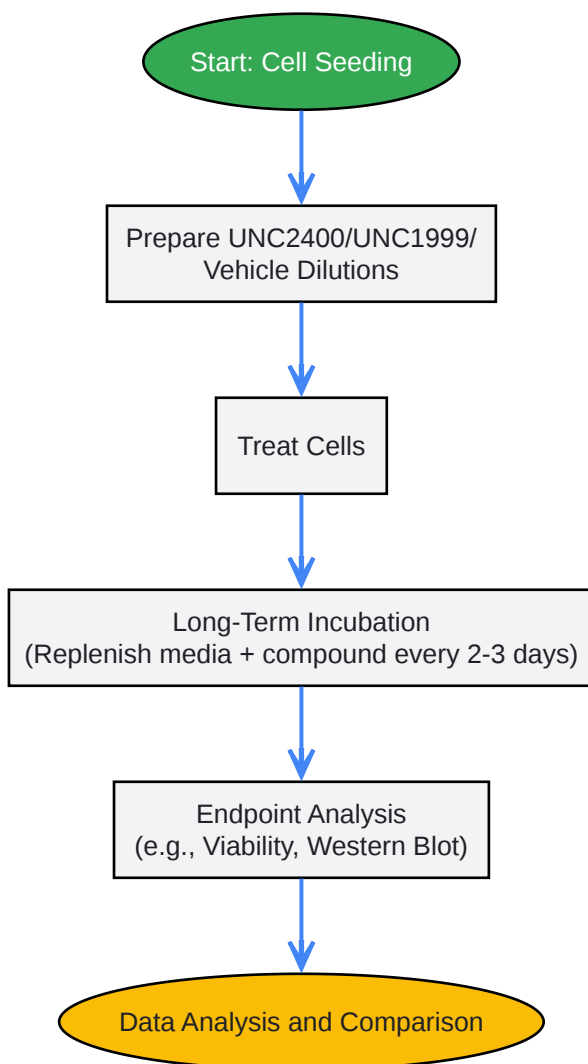 Start: Cell Seeding
Prepare UNC2400/UNC1999/
Vehicle Dilutions
Treat Cells
Long-Term Incubation
(Replenish media + compound every 2-3 days)
Endpoint Analysis
(e.g., Viability, Western Blot)
Data Analysis and Comparison